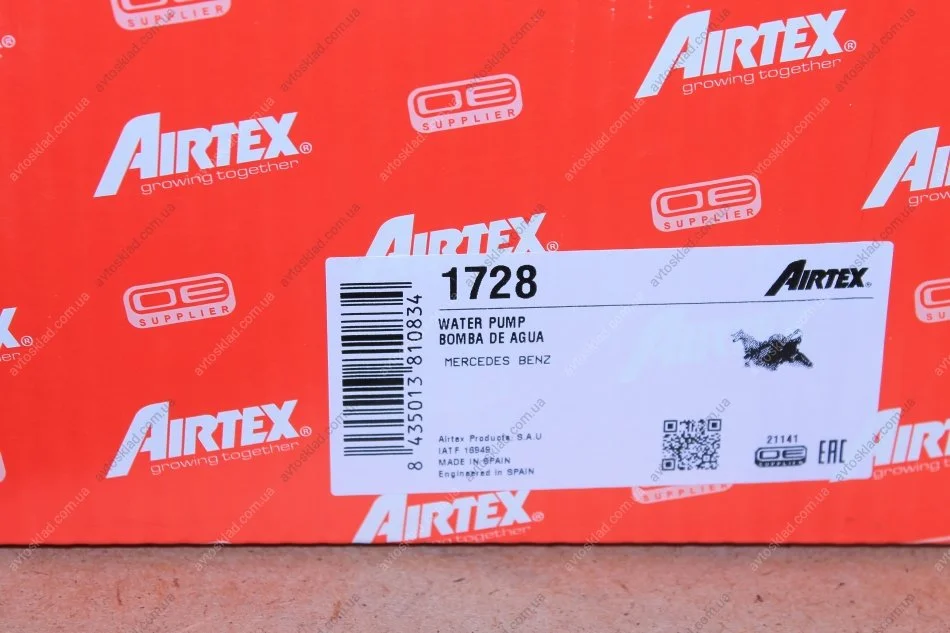 SUPPLIER
AIRTEX®
growing together
OE
SUPPLIER
AIRTEX®
growing together
OE
SUPPLIER
AIRTEX®
OE
SUPPLIER
1728
AIRTEX®
WATER PUMP
BOMBA DE AGUA
MERCEDES BENZ
8 435013 810834
Airtex Products S.A.U
IATF 16949
MADE IN SPAIN
Engineered in SPAIN
21141
OE
EAC
AIRTEX®
growing together
AIRTEX®
growing together
SUPPLIER
avtosklad.com.ua